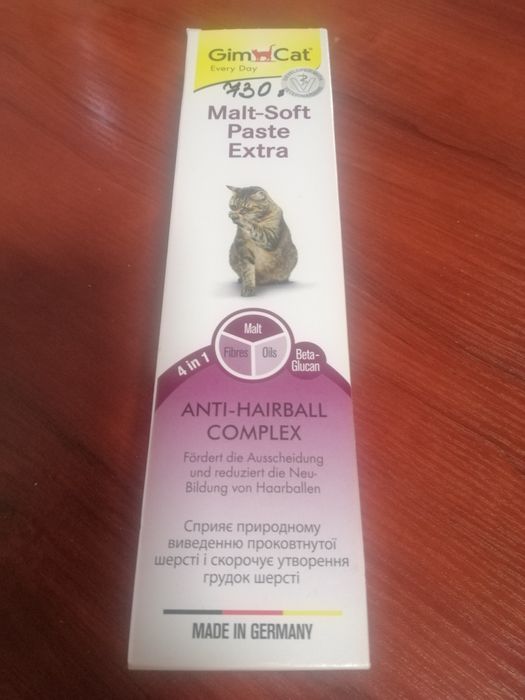 GimCat
Every Day
730
Malt-Soft
Paste
Extra
Malt
Fibres
Oils
4 in 1
Beta-
Glucan
ANTI-HAIRBALL
COMPLEX
Fördert die Ausscheidung
und reduziert die Neu-
Bildung von Haarballen
Сприяє природному
виведенню проковтнутої
шерсті і скорочує утворення
грудок шерсті
MADE IN GERMANY